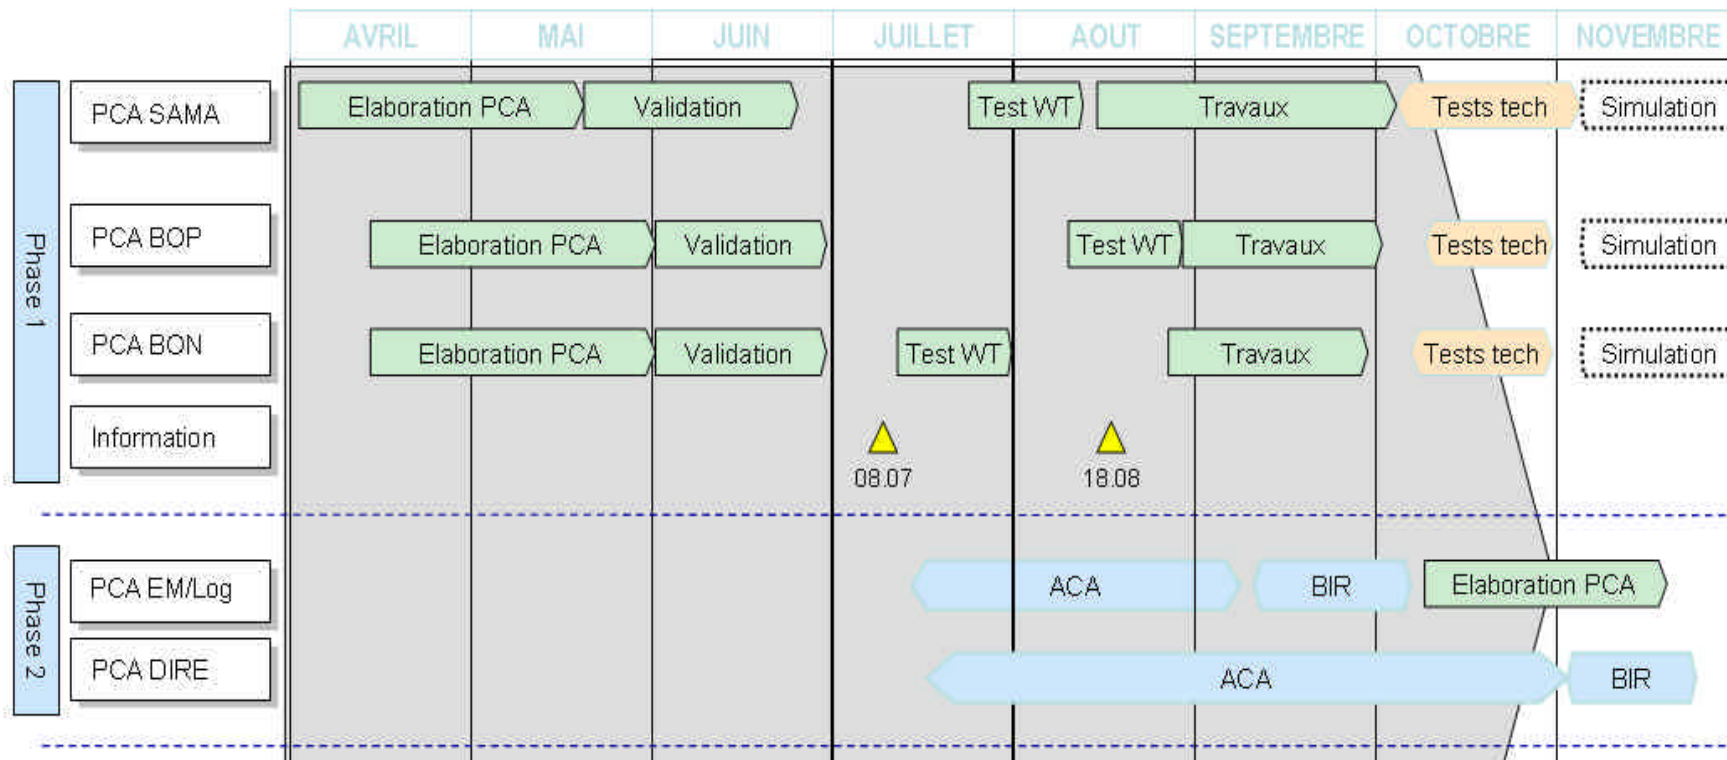 AVRIL MAI JUIN JUILLET AOUT SEPTEMBRE OCTOBRE NOVEMBRE
Phase 1
PCA SAMA Elaboration PCA Validation Test WT Travaux Tests tech Simulation
PCA BOP Elaboration PCA Validation Test WT Travaux Tests tech Simulation
PCA BON Elaboration PCA Validation Test WT Travaux Tests tech Simulation
Information
08.07 18.08
Phase 2
PCA EM/Log ACA BIR Elaboration PCA
PCA DIRE ACA BIR